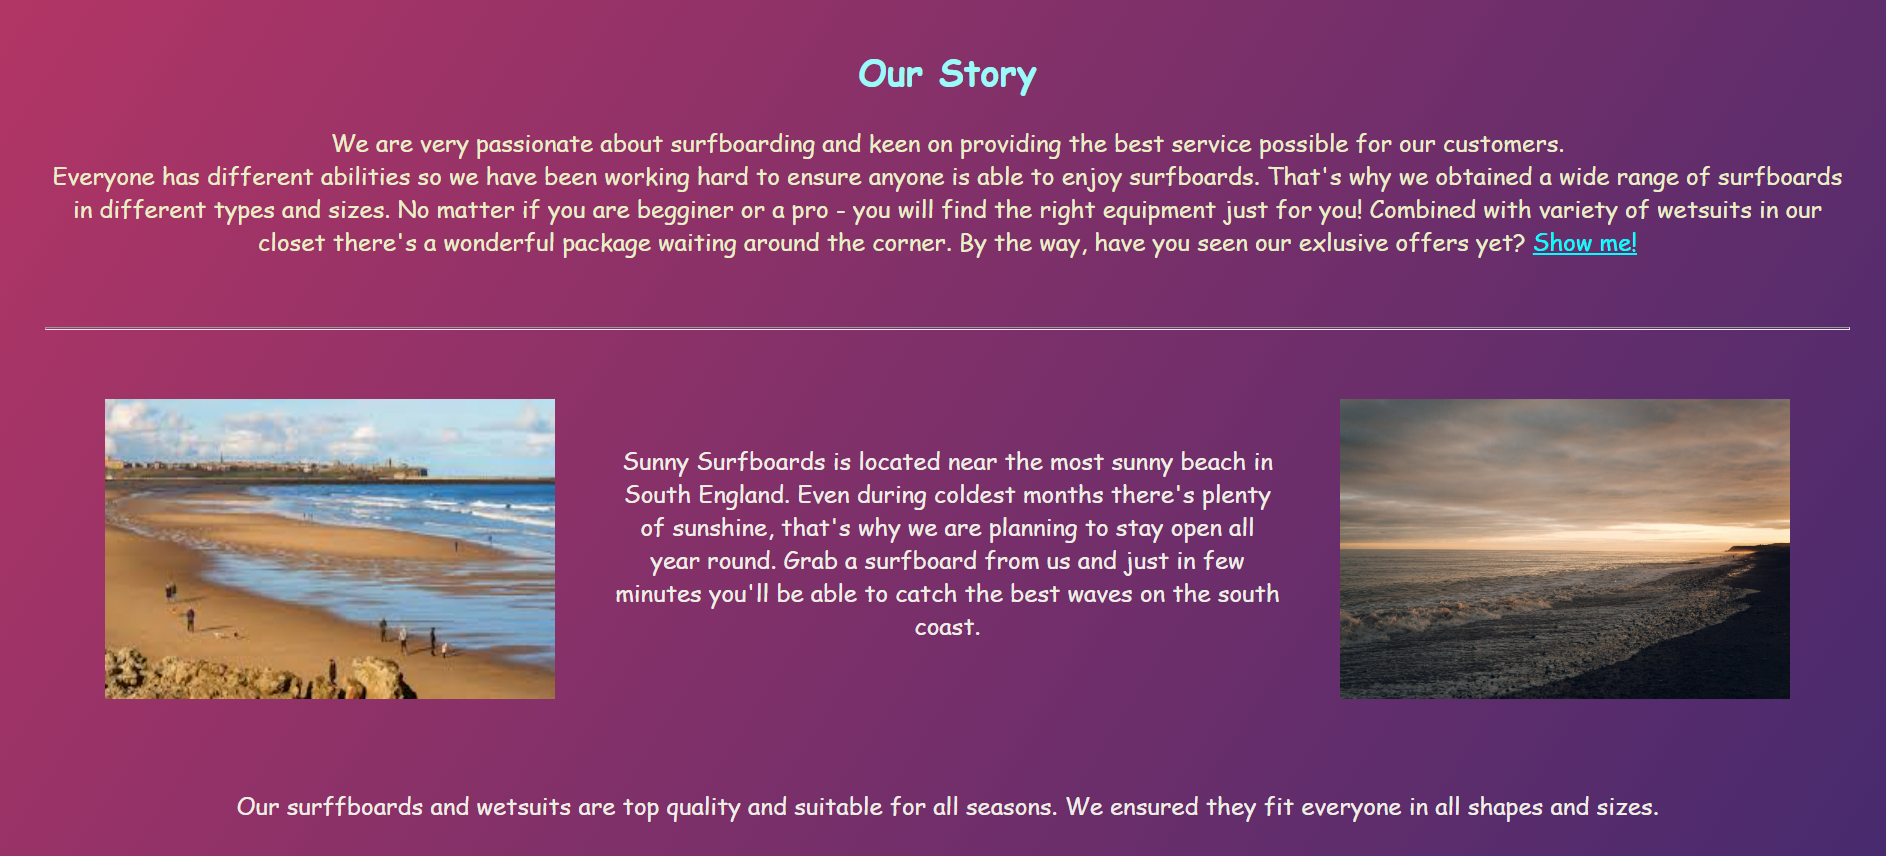 Our Story
We are very passionate about surfboarding and keen on providing the best service possible for our customers.
Everyone has different abilities so we have been working hard to ensure anyone is able to enjoy surfboards. That's why we obtained a wide range of surfboards
in different types and sizes. No matter if you are begginer or a pro - you will find the right equipment just for you! Combined with variety of wetsuits in our
closet there's a wonderful package waiting around the corner. By the way, have you seen our exlusive offers yet? Show me!
Sunny Surfboards is located near the most sunny beach in
South England. Even during coldest months there's plenty
of sunshine, that's why we are planning to stay open all
year round. Grab a surfboard from us and just in few
minutes you'll be able to catch the best waves on the south
coast.
Our surffboards and wetsuits are top quality and suitable for all seasons. We ensured they fit everyone in all shapes and sizes.